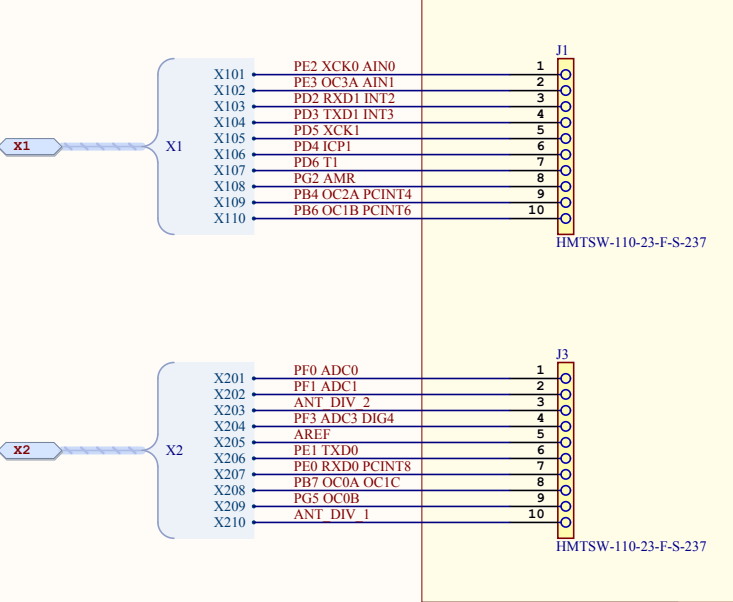 J1
X101 PE2 XCK0 AIN0 1
X102 PE3 OC3A AIN1 2
X103 PD2 RXD1 INT2 3
X104 PD3 TXD1 INT3 4
X105 PD5 XCK1 5
X1 X1 X106 PD4 ICP1 6
X107 PD6 T1 7
X108 PG2 AMR 8
X109 PB4 OC2A PCINT4 9
X110 PB6 OC1B PCINT6 10
HMTSW-110-23-F-S-237
J3
X201 PF0 ADC0 1
X202 PF1 ADC1 2
X203 ANT_DIV_2 3
X204 PF3 ADC3 DIG4 4
X205 AREF 5
X2 X2 X206 PE1 TXD0 6
X207 PE0 RXD0 PCINT8 7
X208 PB7 OC0A OC1C 8
X209 PG5 OC0B 9
X210 ANT_DIV_1 10
HMTSW-110-23-F-S-237